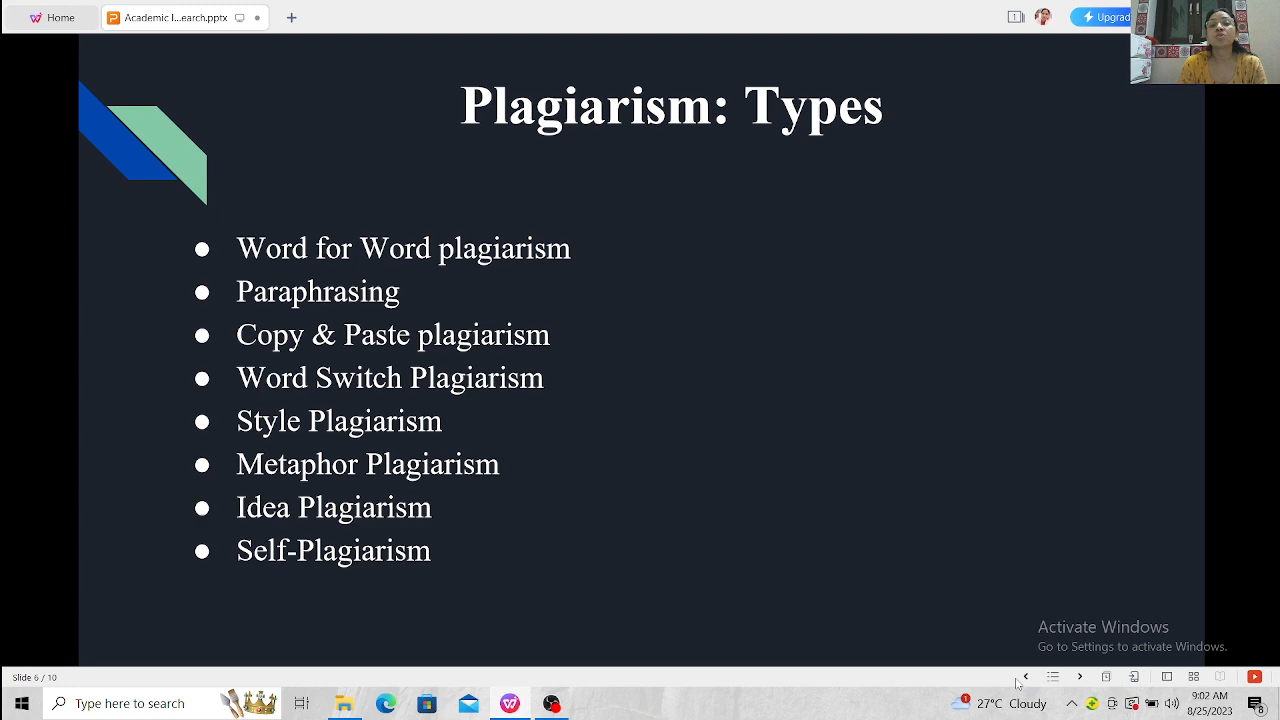 Home
Academic I...earch.pptx
1
Upgrad
Plagiarism: Types
Word for Word plagiarism
Paraphrasing
Copy & Paste plagiarism
Word Switch Plagiarism
Style Plagiarism
Metaphor Plagiarism
Idea Plagiarism
Self-Plagiarism
Activate Windows
Go to Settings to activate Windows.
Slide 6 / 10
Type here to search
27°C Cloudy
9:02 AM
8/25/2023
8